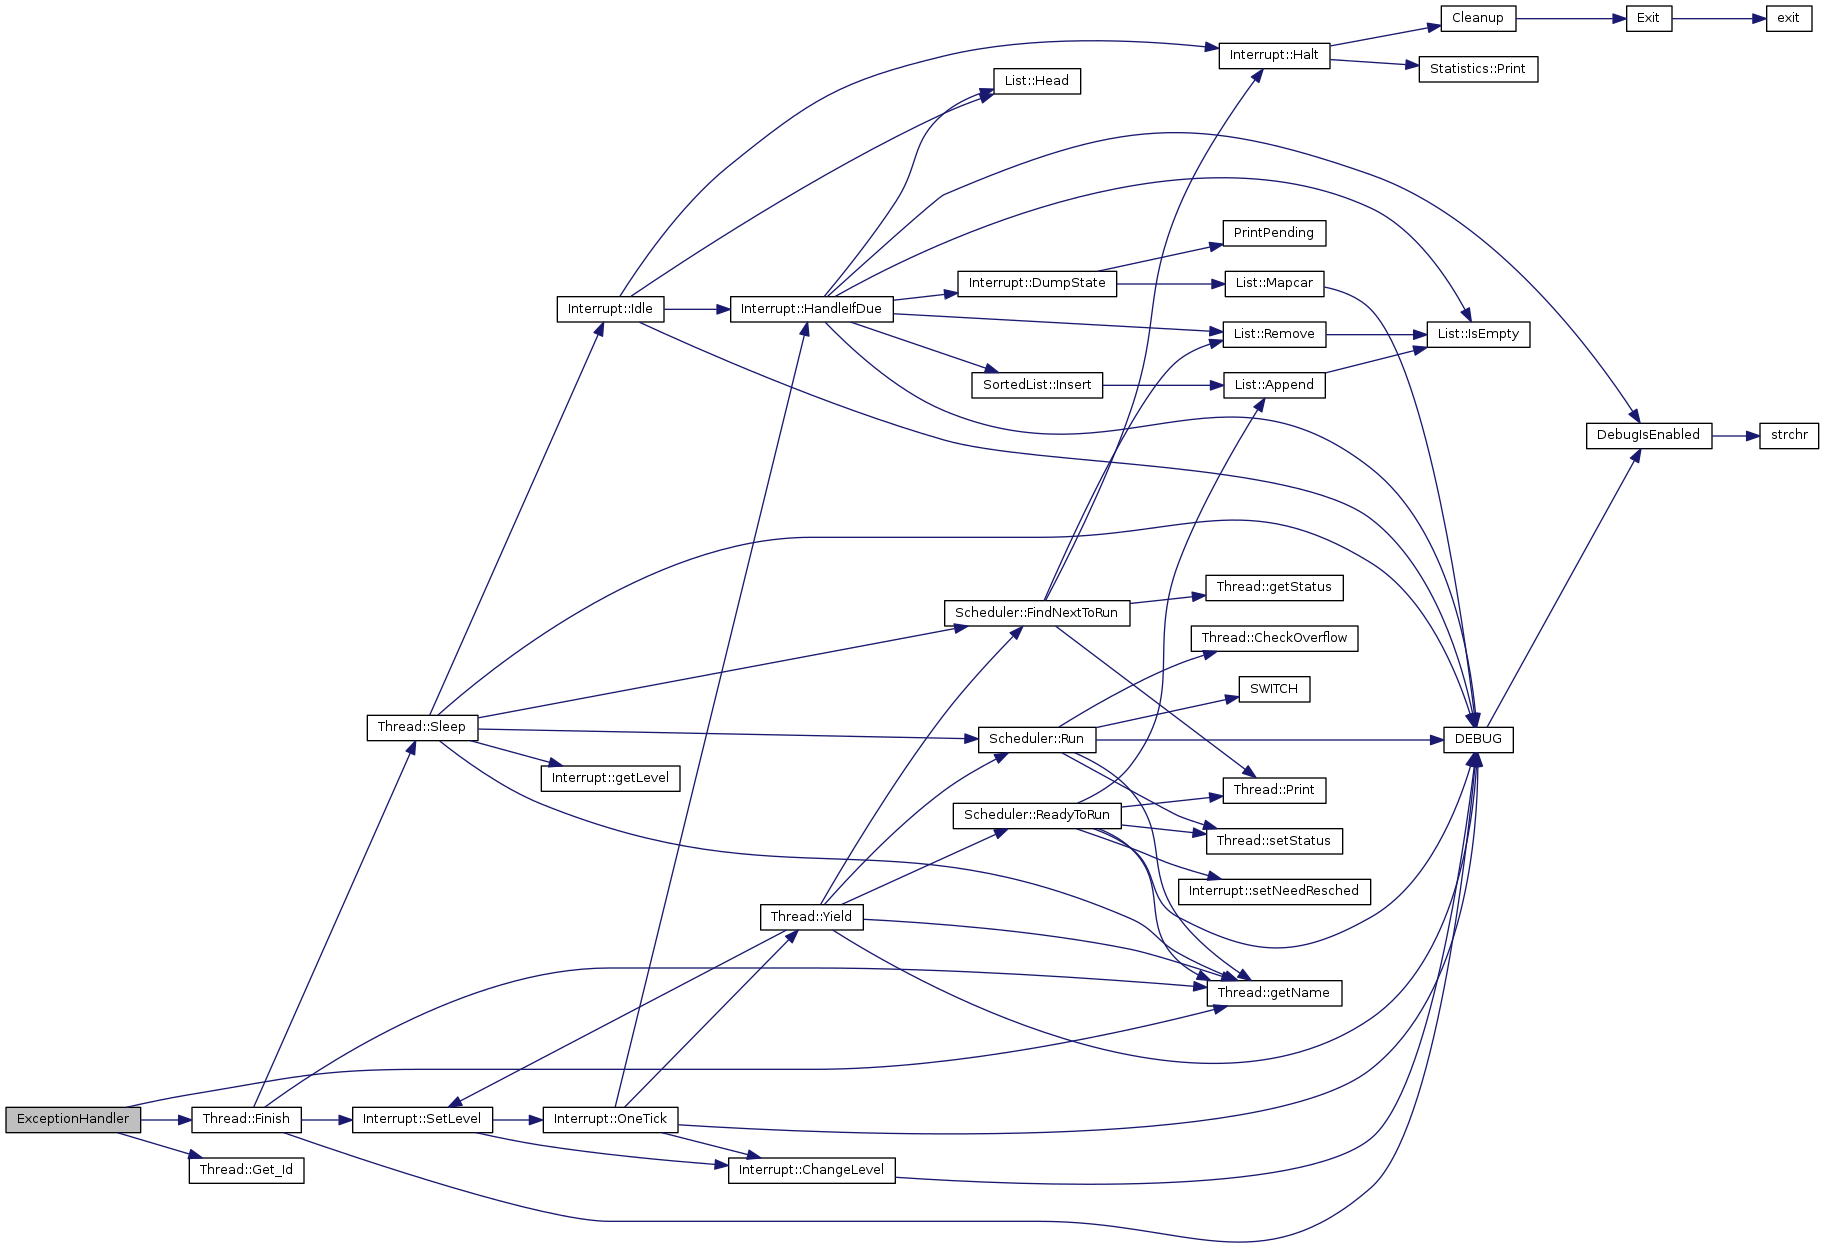 Cleanup
Exit
exit
Interrupt::Halt
Statistics::Print
List::Head
PrintPending
Interrupt::DumpState
List::Mapcar
Interrupt::Idle
Interrupt::HandleIfDue
List::Remove
List::IsEmpty
SortedList::Insert
List::Append
DebugIsEnabled
strchr
Thread::getStatus
Scheduler::FindNextToRun
Thread::CheckOverflow
SWITCH
Thread::Sleep
Scheduler::Run
DEBUG
Interrupt::getLevel
Thread::Print
Scheduler::ReadyToRun
Thread::setStatus
Interrupt::setNeedResched
Thread::Yield
Thread::getName
ExceptionHandler
Thread::Finish
Interrupt::SetLevel
Interrupt::OneTick
Thread::Get_Id
Interrupt::ChangeLevel